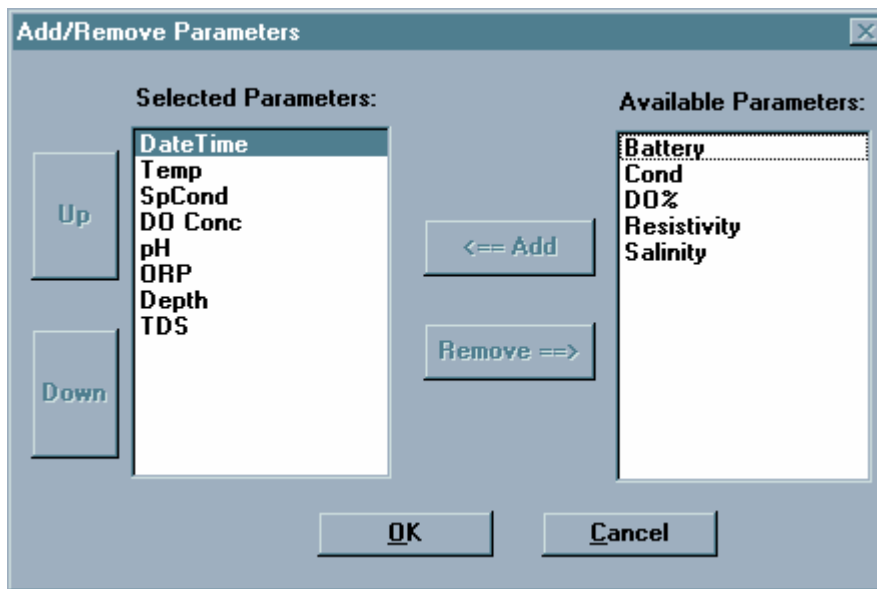 Add/Remove Parameters
Selected Parameters:
DateTime
Temp
SpCond
DO Conc
pH
ORP
Depth
TDS
Up
Down
<== Add
Remove ==>
Available Parameters:
Battery
Cond
DO%
Resistivity
Salinity
OK
Cancel